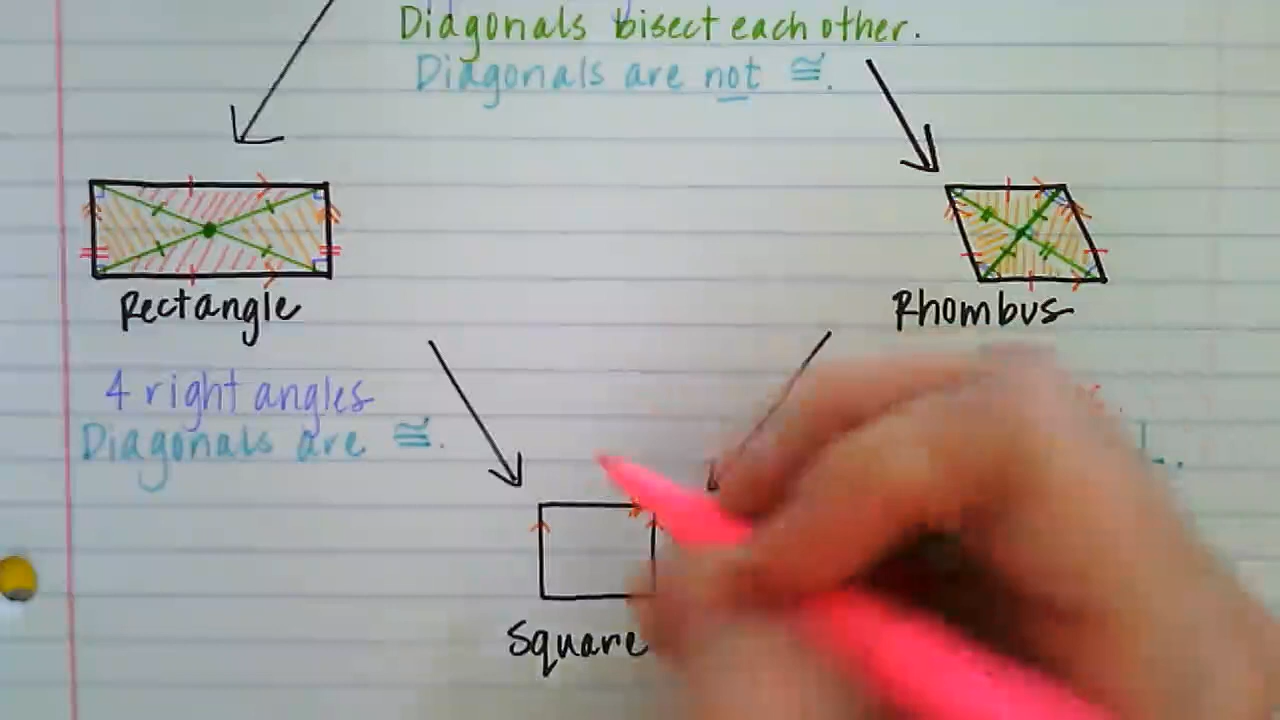 Diagonals bisect each other.
Diagonals are not ≅.
Rectangle
Rhombus
4 right angles
Diagonals are ≅.
Square